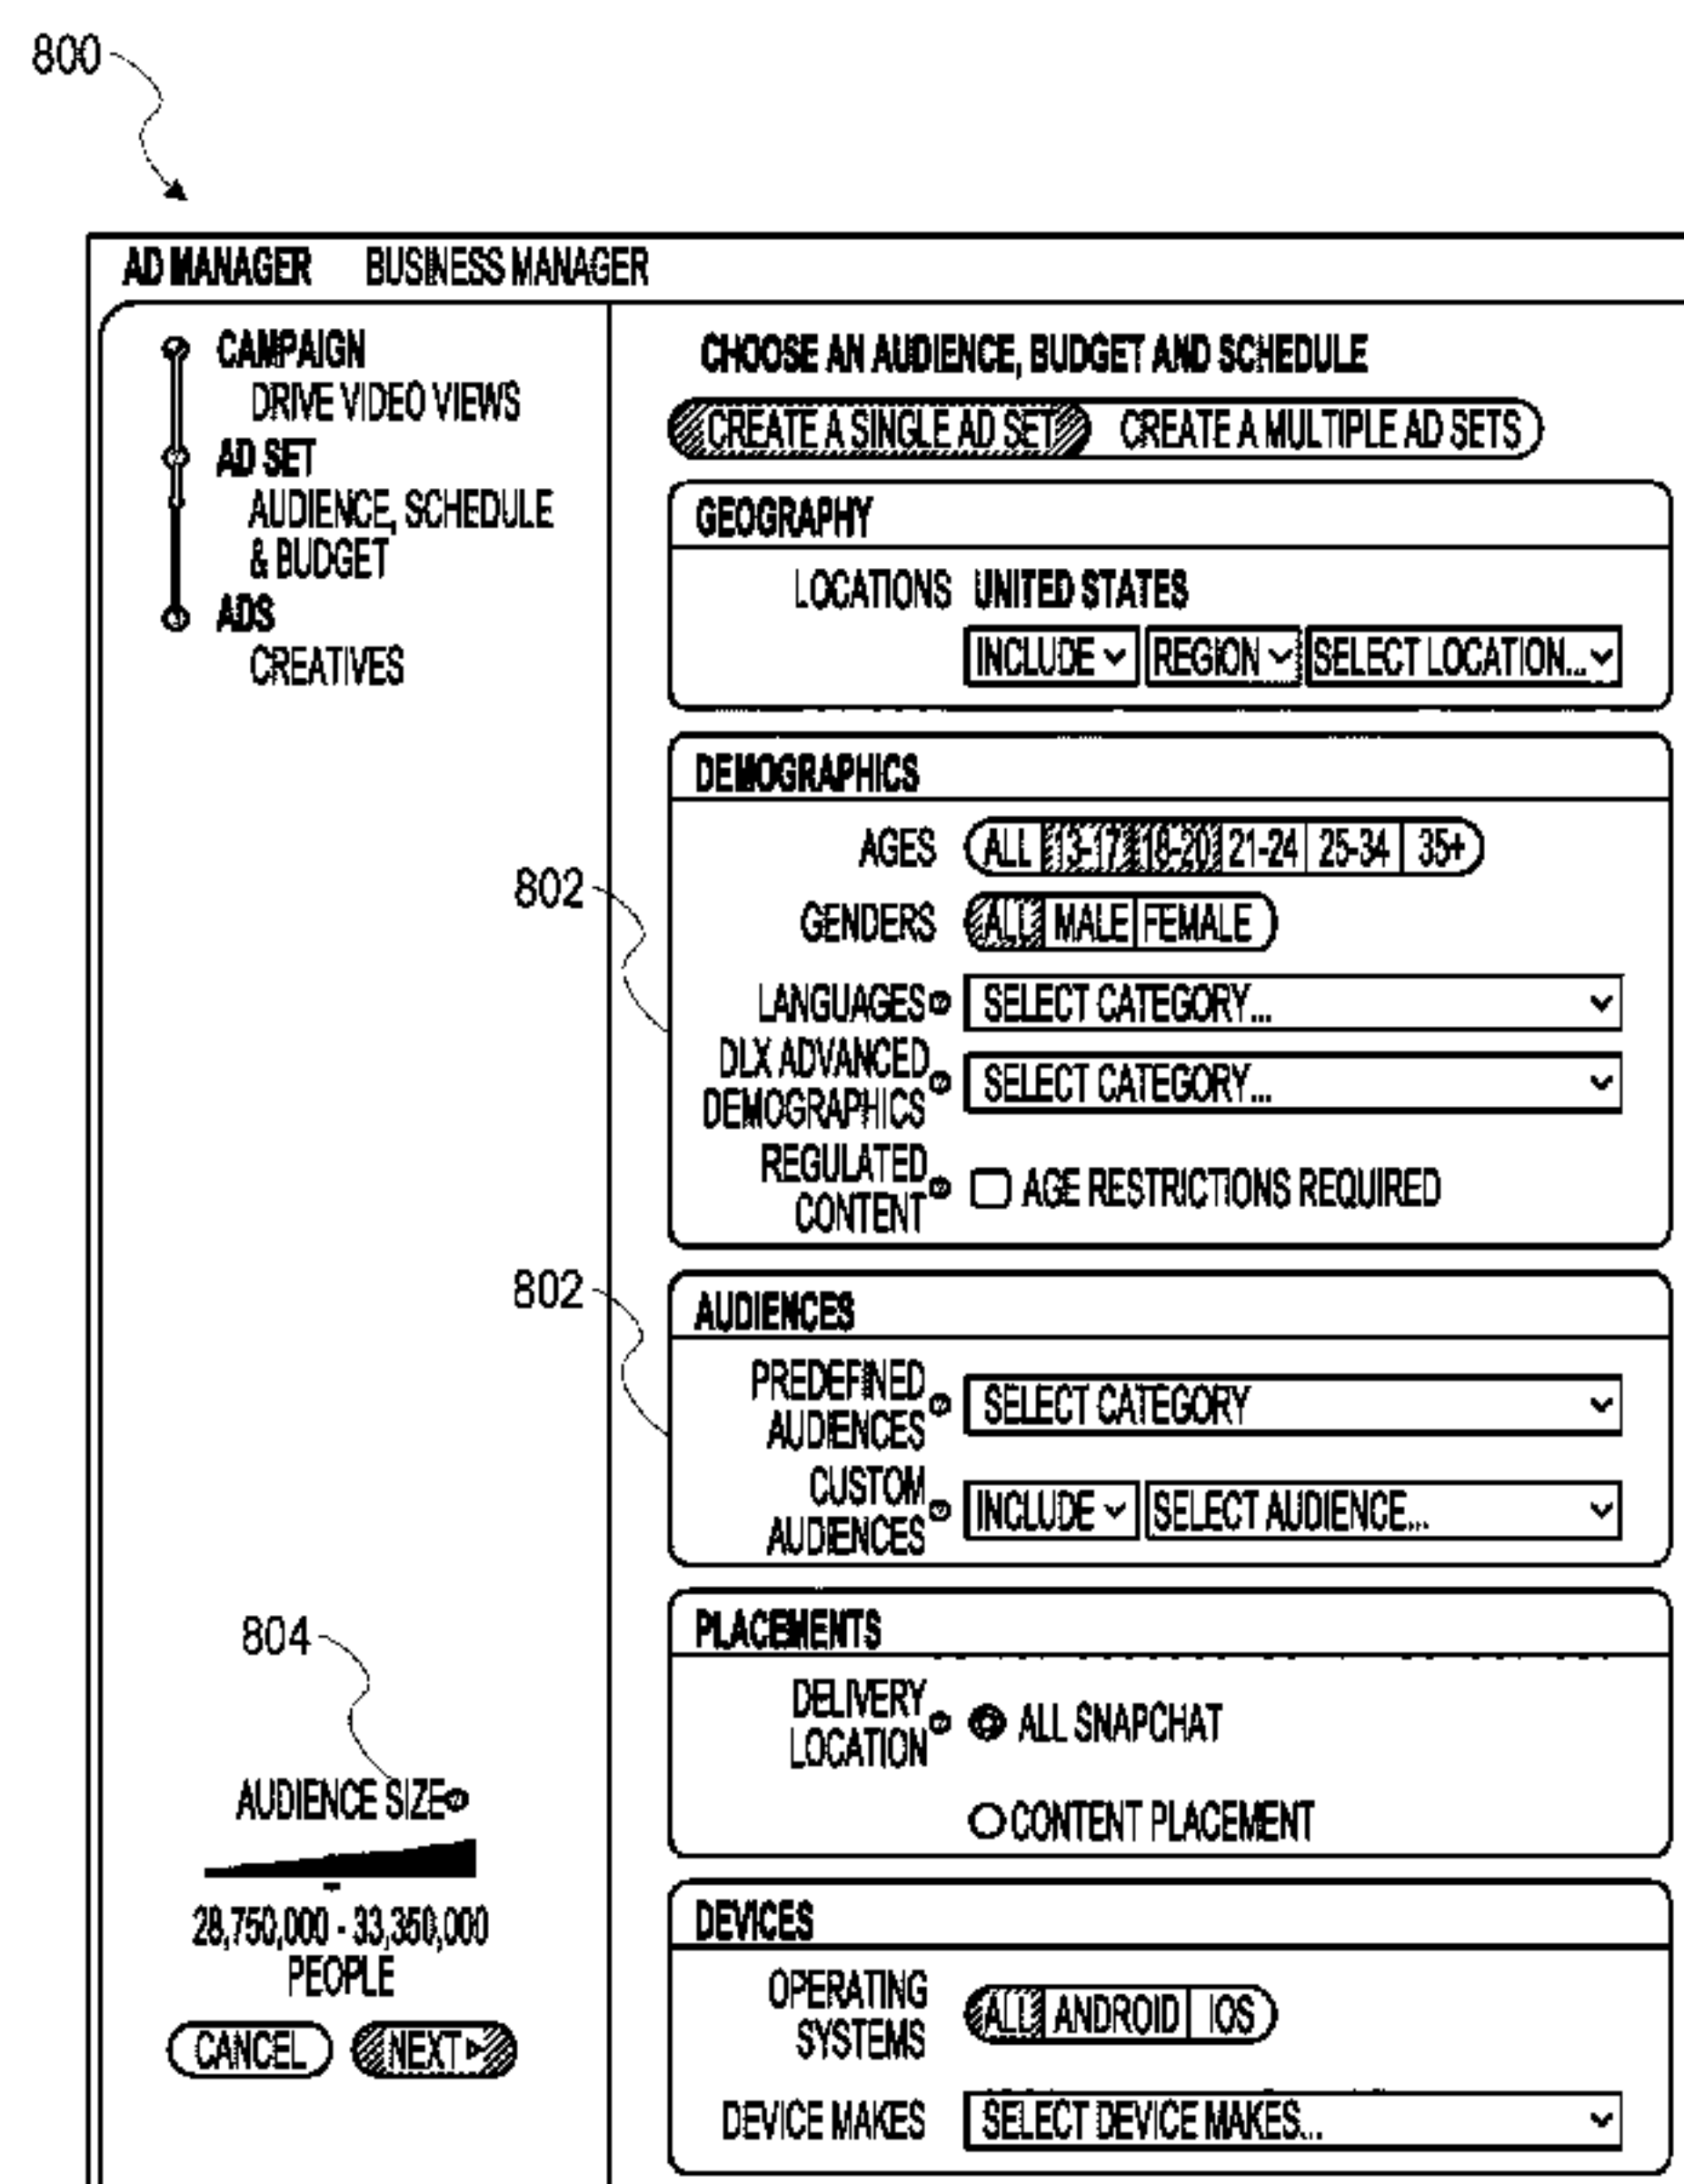 800
AD MANAGER BUSINESS MANAGER
CAMPAIGN
DRIVE VIDEO VIEWS
AD SET
AUDIENCE, SCHEDULE
& BUDGET
ADS
CREATIVES
CHOOSE AN AUDIENCE, BUDGET AND SCHEDULE
CREATE A SINGLE AD SET CREATE A MULTIPLE AD SETS
GEOGRAPHY
LOCATIONS UNITED STATES
INCLUDE REGION SELECT LOCATION...
DEMOGRAPHICS
AGES ALL 13-17 18-20 21-24 25-34 35+
802
GENDERS ALL MALE FEMALE
LANGUAGES ? SELECT CATEGORY...
DLX ADVANCED
DEMOGRAPHICS ? SELECT CATEGORY...
REGULATED
CONTENT ? AGE RESTRICTIONS REQUIRED
802
AUDIENCES
PREDEFINED
AUDIENCES ? SELECT CATEGORY
CUSTOM
AUDIENCES ? INCLUDE SELECT AUDIENCE...
PLACEMENTS
DELIVERY
LOCATION ? ALL SNAPCHAT
CONTENT PLACEMENT
804
AUDIENCE SIZE ?
28,750,000 - 33,350,000
PEOPLE
CANCEL NEXT
DEVICES
OPERATING
SYSTEMS ALL ANDROID IOS
DEVICE MAKES SELECT DEVICE MAKES...